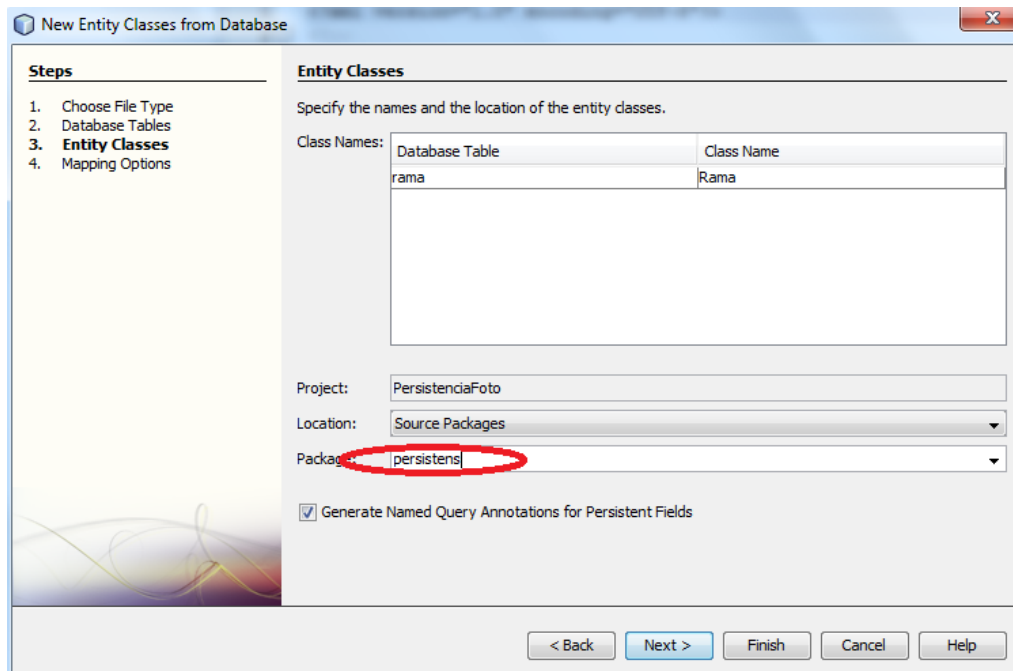 New Entity Classes from Database
Steps
1. Choose File Type
2. Database Tables
3. Entity Classes
4. Mapping Options
Entity Classes
Specify the names and the location of the entity classes.
Class Names:
Database Table Class Name
rama Rama
Project: PersistenciaFoto
Location: Source Packages
Package: persistens
Generate Named Query Annotations for Persistent Fields
< Back Next > Finish Cancel Help